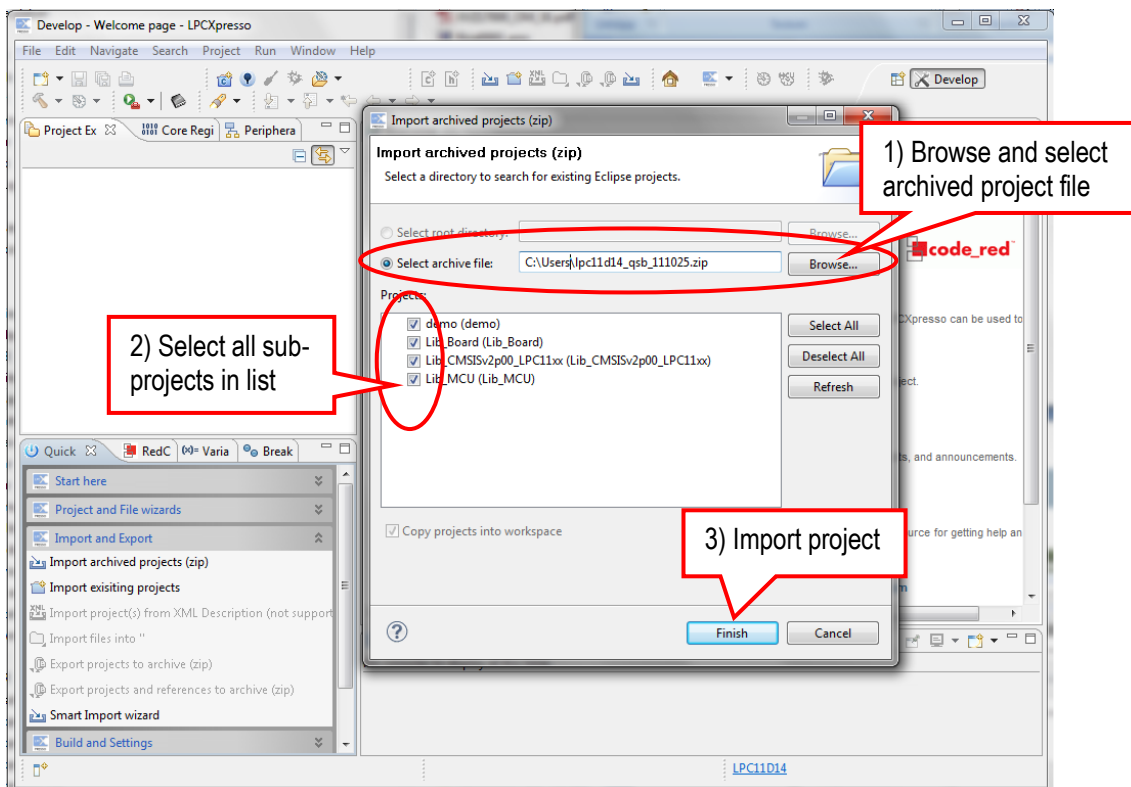 Develop - Welcome page - LPCXpresso
File Edit Navigate Search Project Run Window Help
Develop
Project Ex Core Regi Periphera
Import archived projects (zip)
Import archived projects (zip)
Select a directory to search for existing Eclipse projects.
1) Browse and select
archived project file
Select root directory: Browse...
Select archive file: C:\Users\lpc11d14_qsb_111025.zip Browse...
code_red
Projects:
demo (demo) Select All
Lib_Board (Lib_Board)
Lib_CMSISv2p00_LPC11xx (Lib_CMSISv2p00_LPC11xx) Deselect All
Lib_MCU (Lib_MCU) Refresh
CXpresso can be used to
ject.
2) Select all sub-
projects in list
Quick RedC (x)= Varia Break
ts, and announcements.
Start here
Project and File wizards
Import and Export
Import archived projects (zip)
Import exisiting projects
Import project(s) from XML Description (not support
Import files into ''
Export projects to archive (zip)
Export projects and references to archive (zip)
Smart Import wizard
Build and Settings
Copy projects into workspace
3) Import project
urce for getting help an
Finish Cancel
LPC11D14